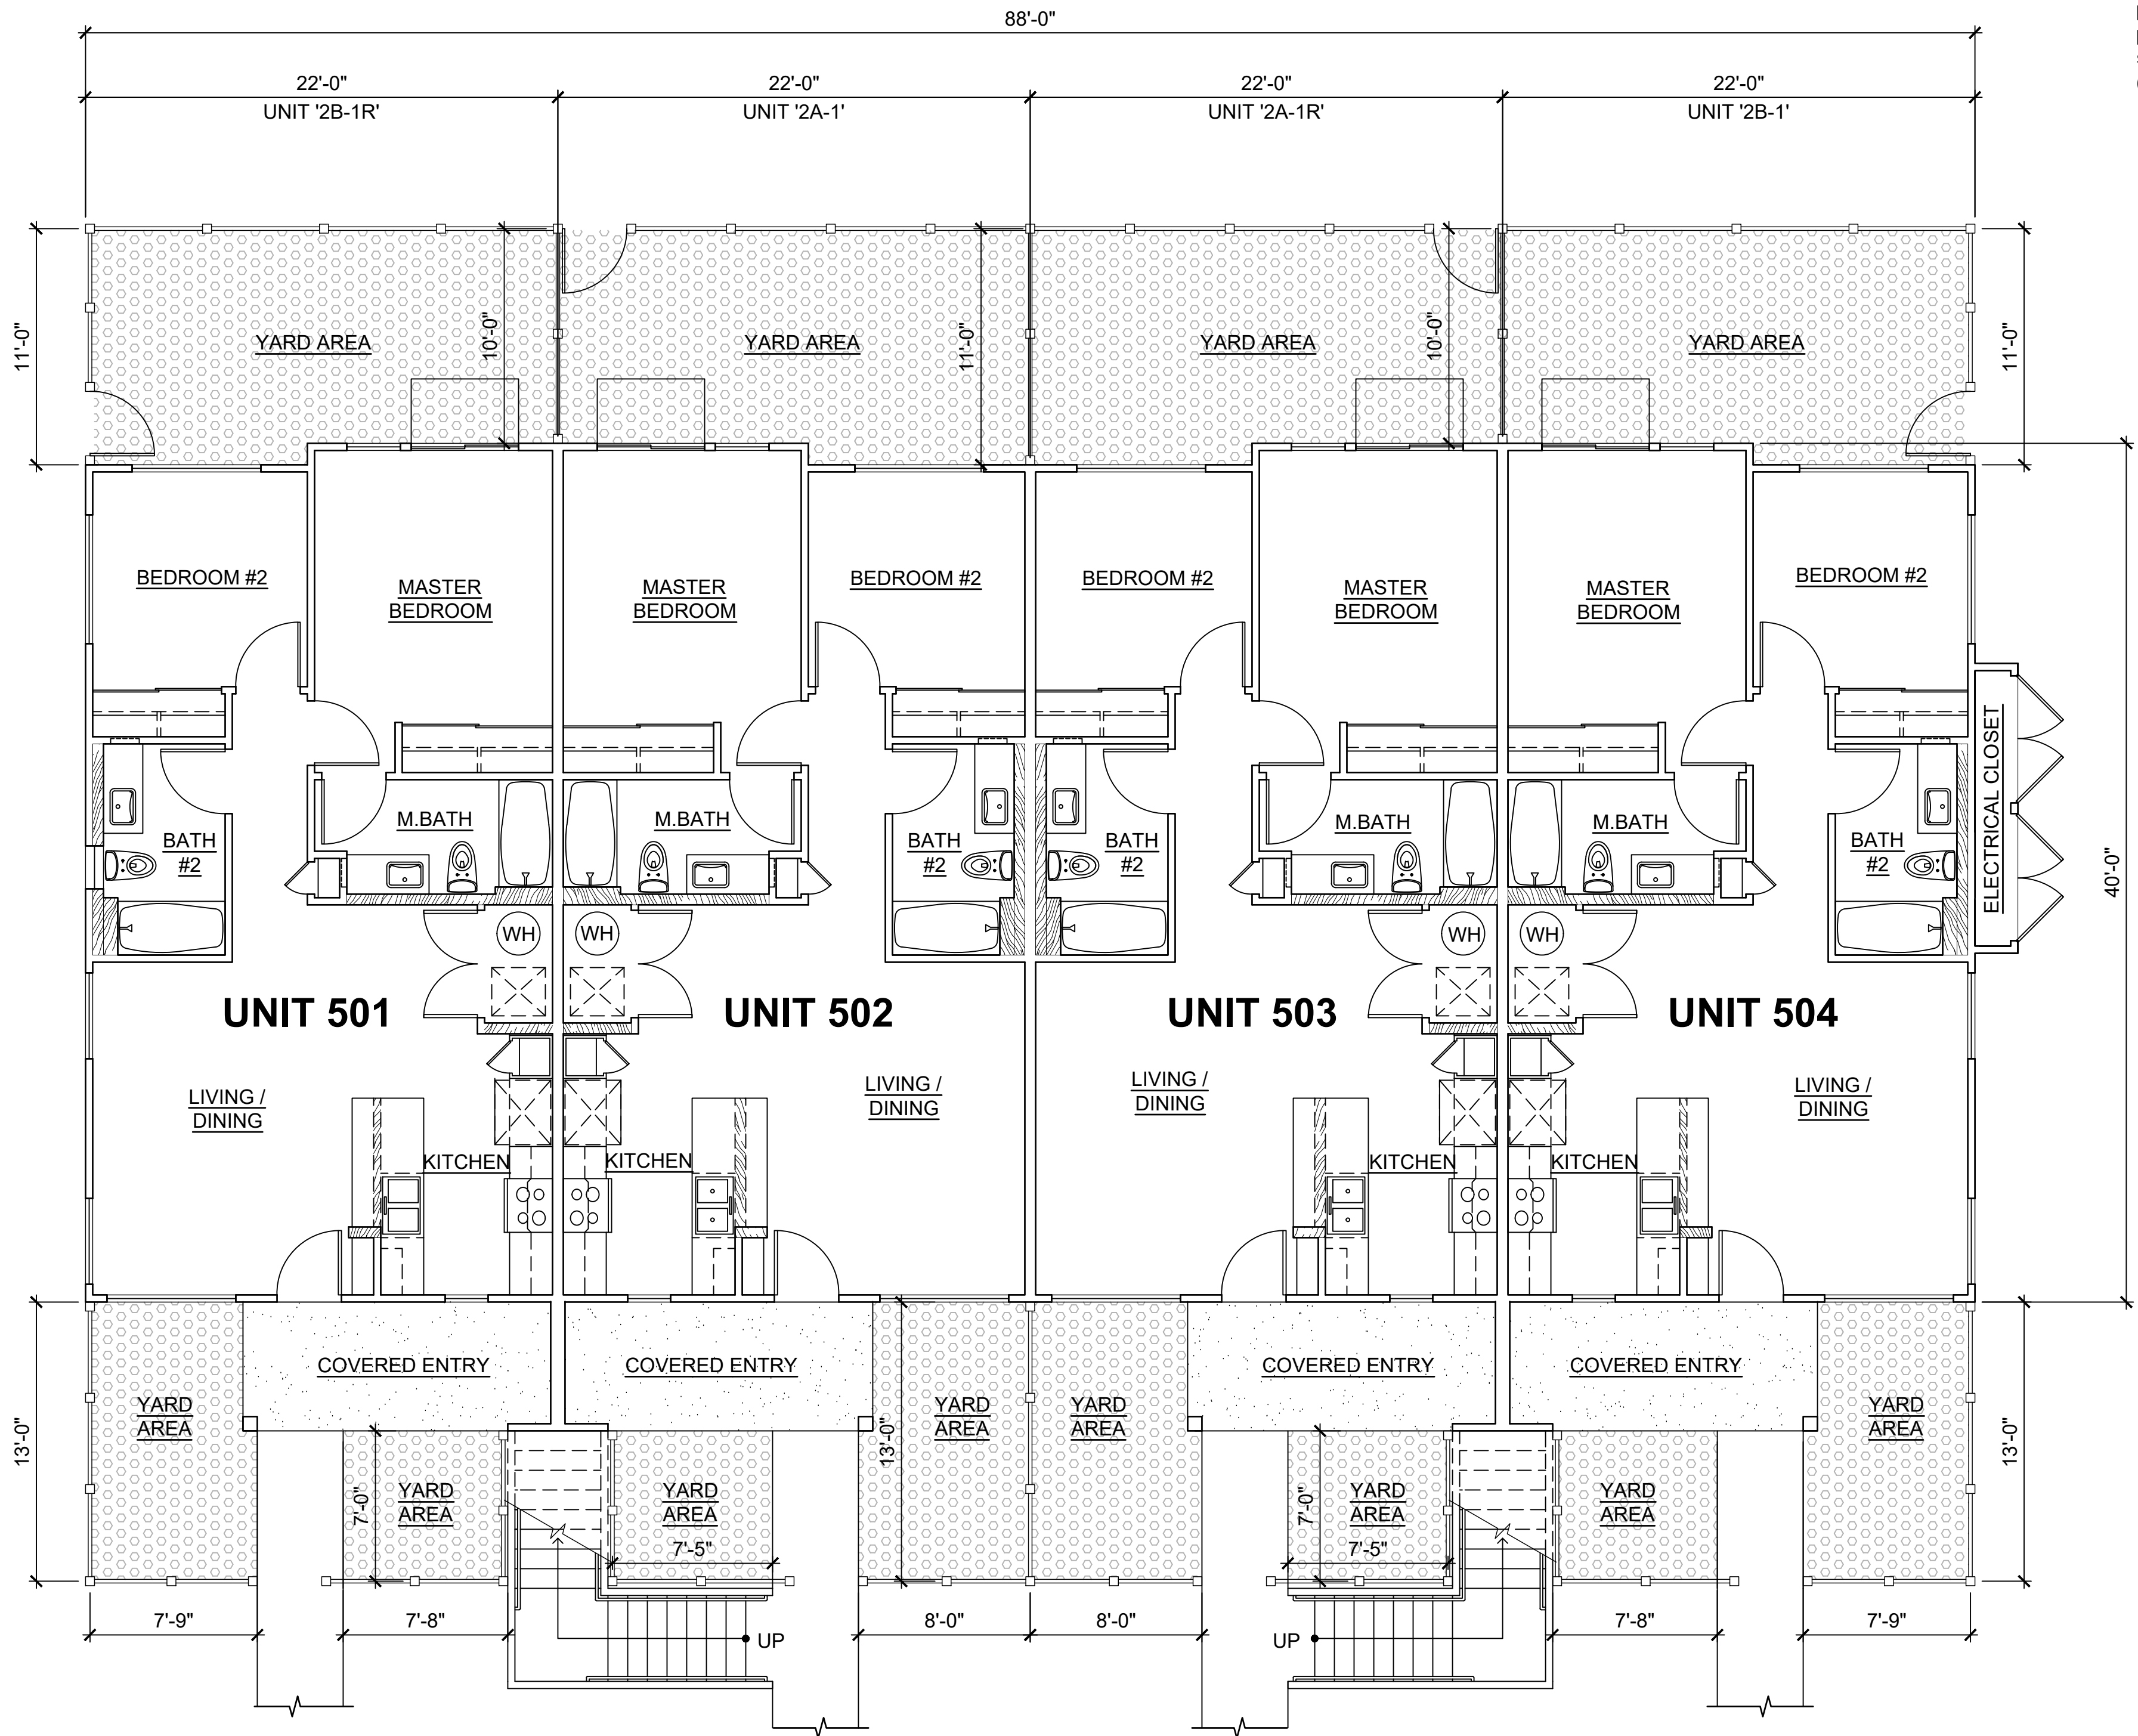 88'-0"
22'-0" 22'-0" 22'-0" 22'-0"
UNIT '2B-1R' UNIT '2A-1' UNIT '2A-1R' UNIT '2B-1'
11'-0" 10'-0" 11'-0" 10'-0" 11'-0"
YARD AREA YARD AREA YARD AREA YARD AREA
BEDROOM #2 MASTER MASTER BEDROOM #2 BEDROOM #2 MASTER MASTER BEDROOM #2
BEDROOM BEDROOM BEDROOM BEDROOM
ELECTRICAL CLOSET
40'-0"
M.BATH M.BATH M.BATH M.BATH
BATH BATH BATH BATH
#2 #2 #2 #2
WH WH WH WH
UNIT 501 UNIT 502 UNIT 503 UNIT 504
LIVING / LIVING / LIVING / LIVING /
DINING DINING DINING DINING
KITCHEN KITCHEN KITCHEN KITCHEN
COVERED ENTRY COVERED ENTRY COVERED ENTRY COVERED ENTRY
YARD YARD YARD YARD
AREA AREA AREA AREA
13'-0" 13'-0" 13'-0"
7'-0" YARD YARD 7'-0" YARD YARD
AREA AREA AREA AREA
7'-5" 7'-5"
7'-9" 7'-8" 8'-0" 8'-0" 7'-8" 7'-9"
UP UP